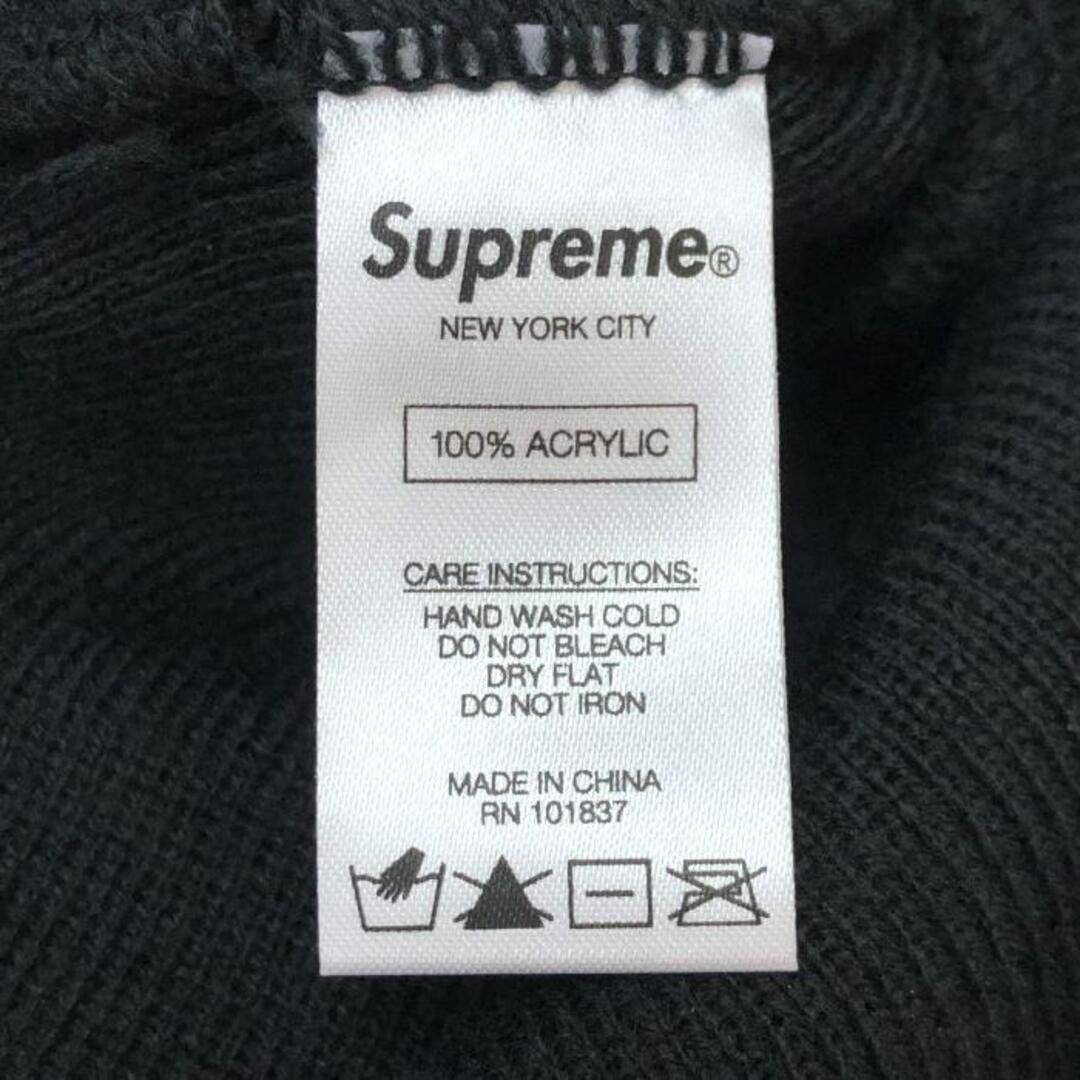 Supreme®
NEW YORK CITY
100% ACRYLIC
CARE INSTRUCTIONS:
HAND WASH COLD
DO NOT BLEACH
DRY FLAT
DO NOT IRON
MADE IN CHINA
RN 101837